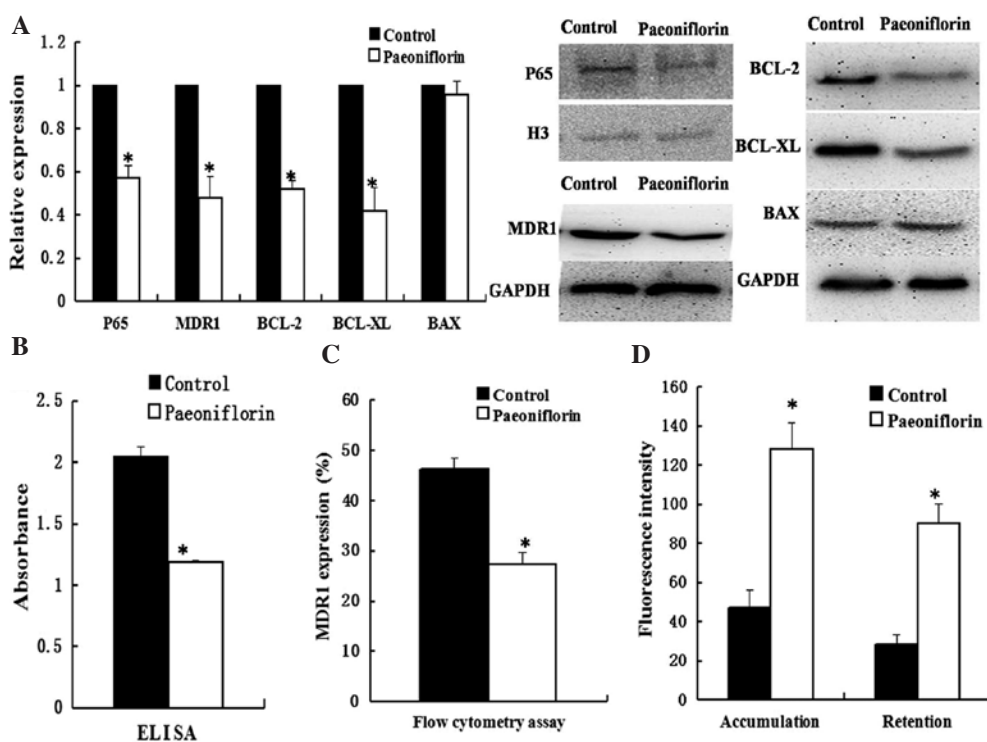 A
Control
Paeoniflorin
Relative expression
1.2
1
0.8
0.6
0.4
0.2
0
*
*
*
*
P65
MDR1
BCL-2
BCL-XL
BAX
Control Paeoniflorin
P65
H3
Control Paeoniflorin
MDR1
GAPDH
Control Paeoniflorin
BCL-2
BCL-XL
BAX
GAPDH
B
Control
Paeoniflorin
Absorbance
2.5
2
1.5
1
0.5
0
*
ELISA
C
Control
Paeoniflorin
MDR1 expression (%)
60
50
40
30
20
10
0
*
Flow cytometry assay
D
Control
Paeoniflorin
Fluorescence intensity
160
140
120
100
80
60
40
20
0
*
*
Accumulation
Retention